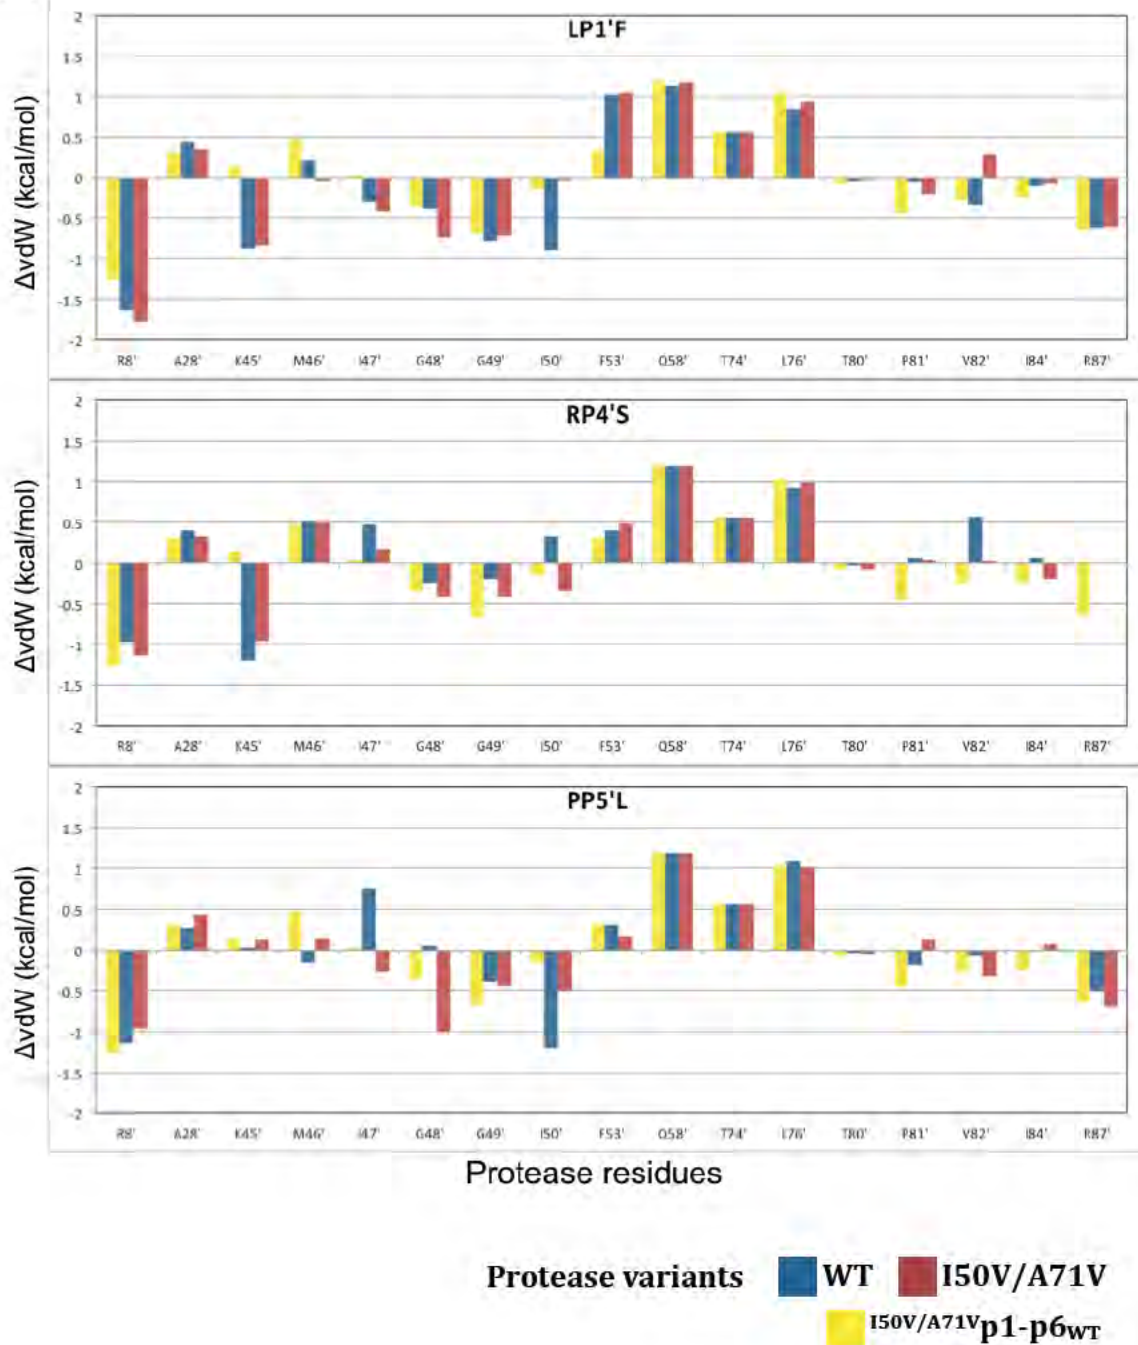 LP1'F
ΔvdW (kcal/mol)
2
1.5
1
0.5
0
-0.5
-1
-1.5
-2
R8' A28' K45' M46' I47' G48' G49' I50' F53' Q58' T74' L76' T80' P81' V82' I84' R87'
RP4'S
ΔvdW (kcal/mol)
2
1.5
1
0.5
0
-0.5
-1
-1.5
-2
R8' A28' K45' M46' I47' G48' G49' I50' F53' Q58' T74' L76' T80' P81' V82' I84' R87'
PP5'L
ΔvdW (kcal/mol)
2
1.5
1
0.5
0
-0.5
-1
-1.5
-2
R8' A28' K45' M46' I47' G48' G49' I50' F53' Q58' T74' L76' T80' P81' V82' I84' R87'
Protease residues
Protease variants WT I50V/A71V
I50V/A71Vp1-p6WT